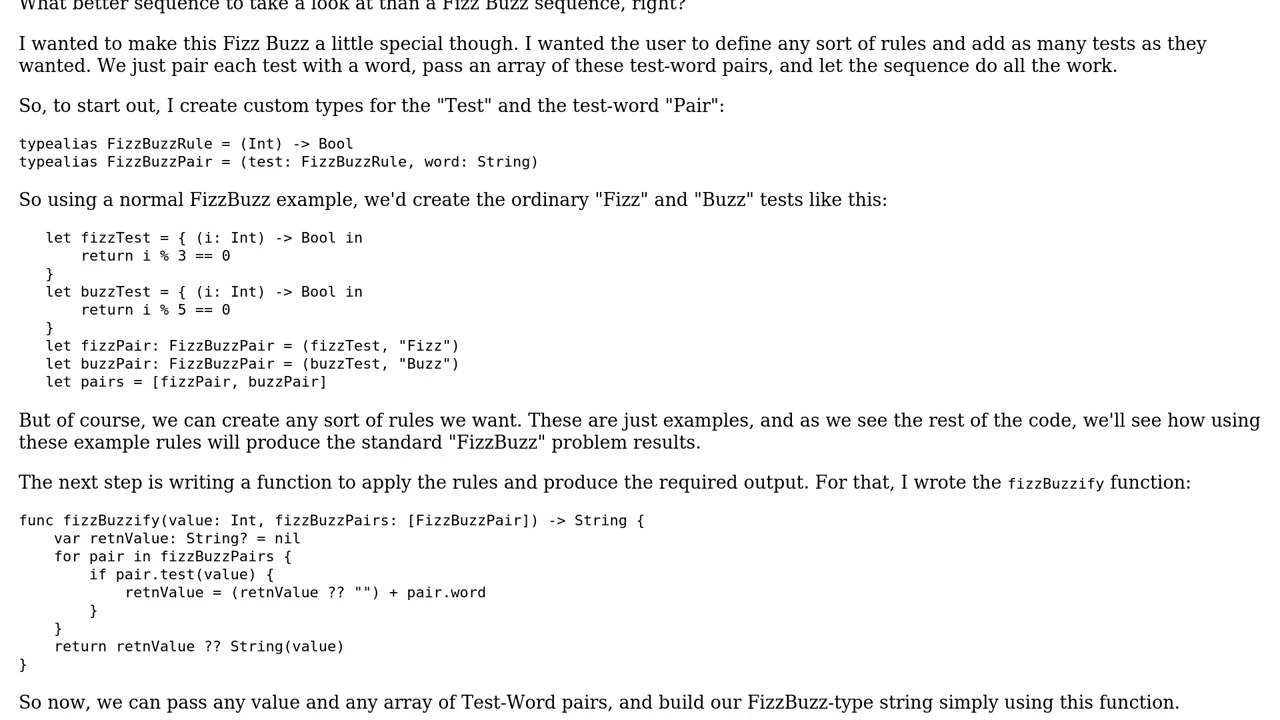 What better sequence to take a look at than a Fizz Buzz sequence, right?
I wanted to make this Fizz Buzz a little special though. I wanted the user to define any sort of rules and add as many tests as they
wanted. We just pair each test with a word, pass an array of these test-word pairs, and let the sequence do all the work.
So, to start out, I create custom types for the "Test" and the test-word "Pair":
typealias FizzBuzzRule = (Int) -> Bool
typealias FizzBuzzPair = (test: FizzBuzzRule, word: String)
So using a normal FizzBuzz example, we'd create the ordinary "Fizz" and "Buzz" tests like this:
let fizzTest = { (i: Int) -> Bool in
    return i % 3 == 0
}
let buzzTest = { (i: Int) -> Bool in
    return i % 5 == 0
}
let fizzPair: FizzBuzzPair = (fizzTest, "Fizz")
let buzzPair: FizzBuzzPair = (buzzTest, "Buzz")
let pairs = [fizzPair, buzzPair]
But of course, we can create any sort of rules we want. These are just examples, and as we see the rest of the code, we'll see how using
these example rules will produce the standard "FizzBuzz" problem results.
The next step is writing a function to apply the rules and produce the required output. For that, I wrote the fizzBuzzify function:
func fizzBuzzify(value: Int, fizzBuzzPairs: [FizzBuzzPair]) -> String {
    var retnValue: String? = nil
    for pair in fizzBuzzPairs {
        if pair.test(value) {
            retnValue = (retnValue ?? "") + pair.word
        }
    }
    return retnValue ?? String(value)
}
So now, we can pass any value and any array of Test-Word pairs, and build our FizzBuzz-type string simply using this function.